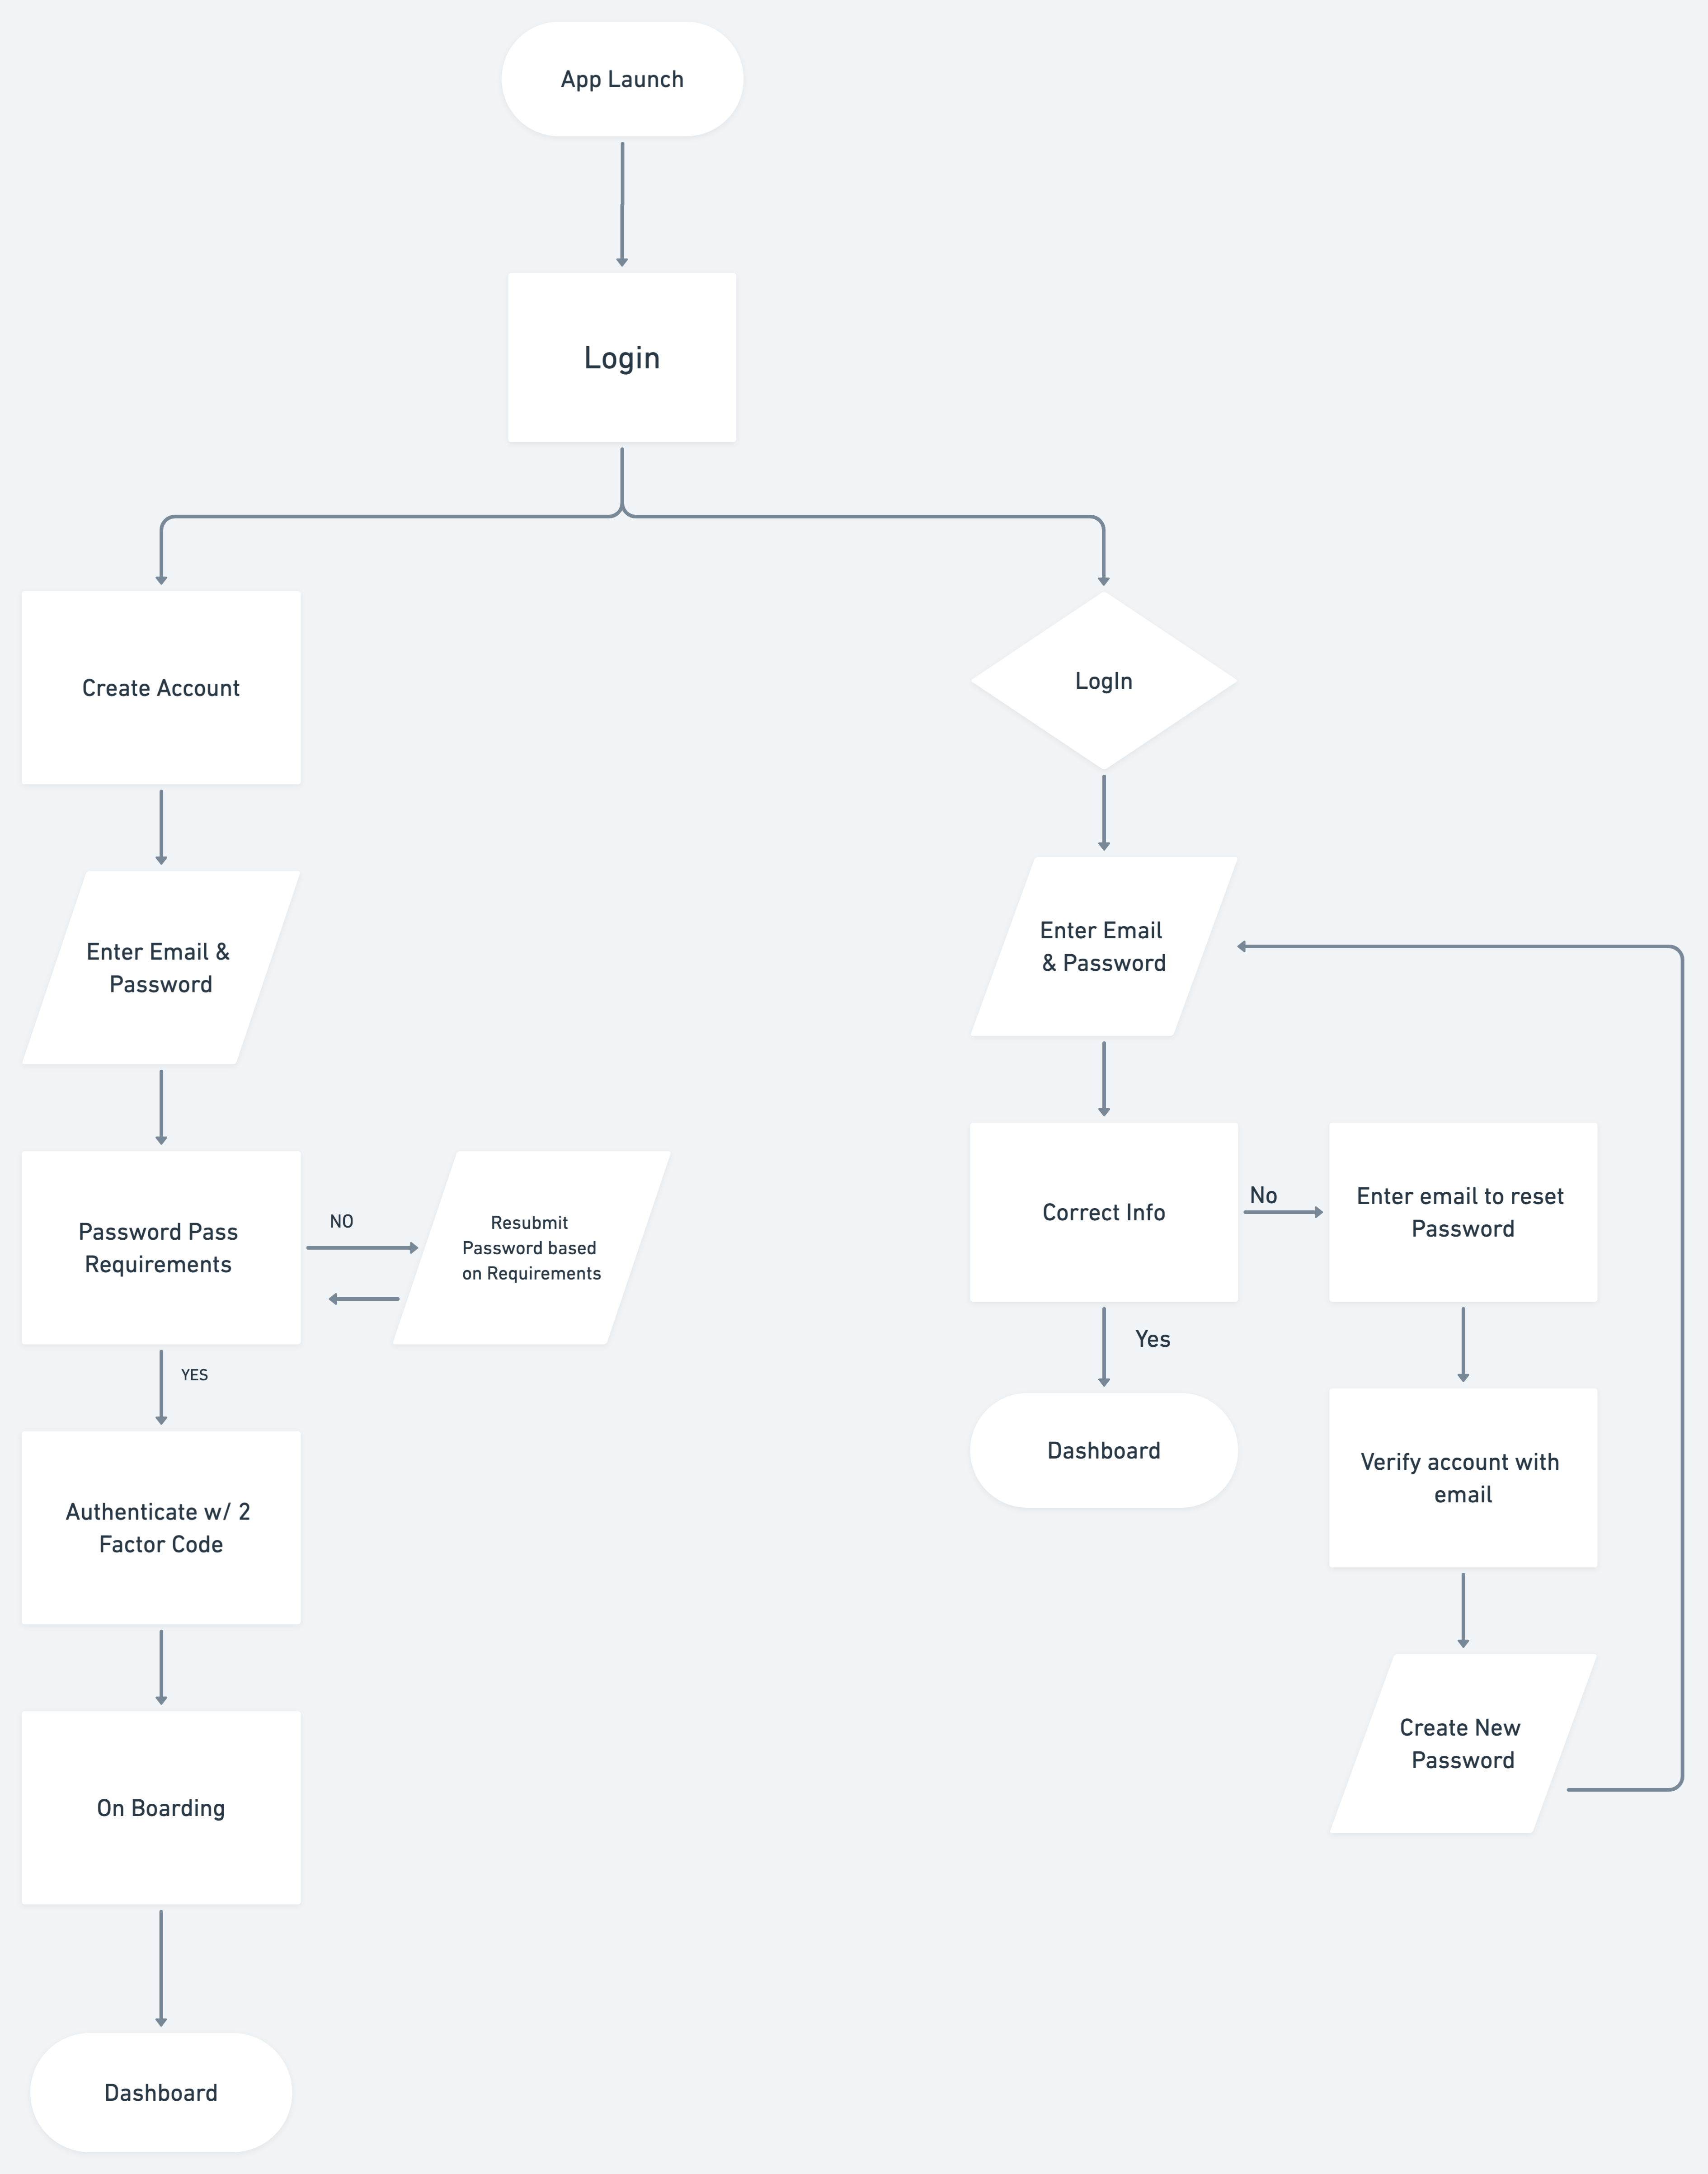 App Launch
Login
Create Account
Enter Email &
Password
Password Pass
Requirements
NO
Resubmit
Password based
on Requirements
YES
Authenticate w/ 2
Factor Code
On Boarding
Dashboard
LogIn
Enter Email
& Password
Correct Info
No
Enter email to reset
Password
Yes
Dashboard
Verify account with
email
Create New
Password